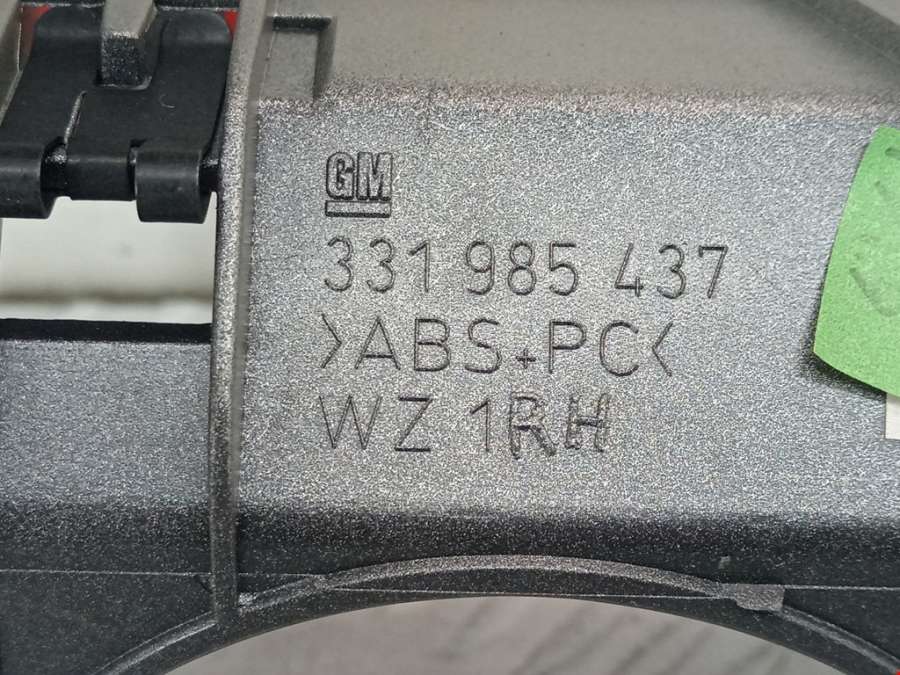 GM
331 985 437
>ABS+PC<
WZ 1RH